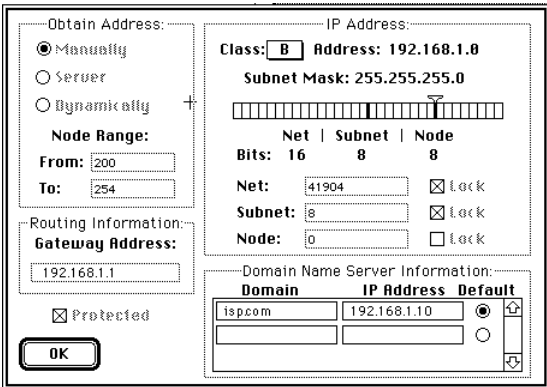 Obtain Address:
Manually
Server
Dynamically
Node Range:
From: 200
To: 254
Routing Information:
Gateway Address:
192.168.1.1
Protected
OK
IP Address:
Class: B Address: 192.168.1.0
Subnet Mask: 255.255.255.0
Net | Subnet | Node
Bits: 16 8 8
Net: 41904 Lock
Subnet: 8 Lock
Node: 0 Lock
Domain Name Server Information:
Domain IP Address Default
isp.com 192.168.1.10